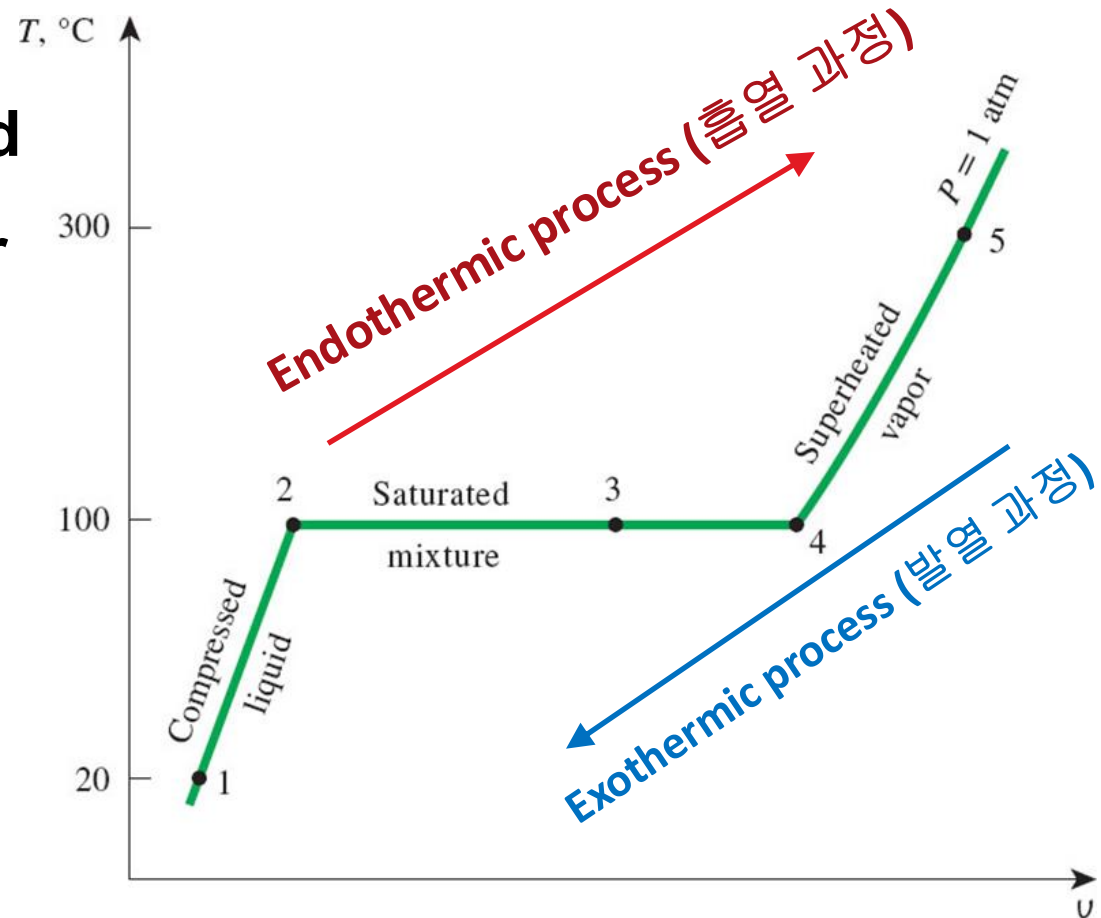 T, °C
d
r
Endothermic process (흡열 과정)
P = 1 atm
300
5
Superheated
vapor
2
Saturated
3
100
mixture
4
Exothermic process (발열 과정)
Compressed
liquid
20
1
υ